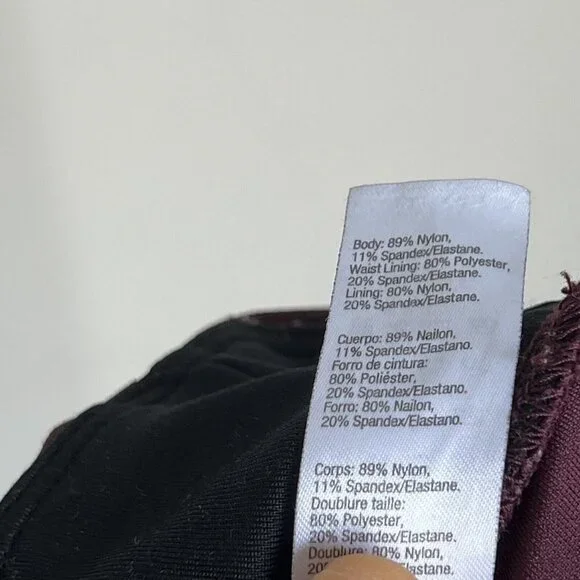 Body: 89% Nylon,
11% Spandex/Elastane.
Waist Lining: 80% Polyester,
20% Spandex/Elastane.
Lining: 80% Nylon,
20% Spandex/Elastane.
Cuerpo: 89% Nailon,
11% Spandex/Elastano.
Forro de cintura:
80% Poliéster,
20% Spandex/Elastano.
Forro: 80% Nailon,
20% Spandex/Elastano.
Corps: 89% Nylon,
11% Spandex/Elastane.
Doublure taille:
80% Polyester,
20% Spandex/Elastane.
Doublure: 80% Nylon,
Spandex/Elastane.